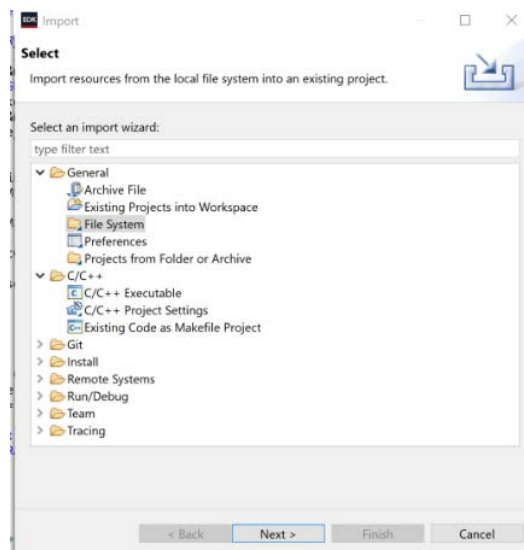 SDK Import
Select
Import resources from the local file system into an existing project.
Select an import wizard:
type filter text
General
Archive File
Existing Projects into Workspace
File System
Preferences
Projects from Folder or Archive
C/C++
C/C++ Executable
C/C++ Project Settings
Existing Code as Makefile Project
Git
Install
Remote Systems
Run/Debug
Team
Tracing
< Back Next > Finish Cancel